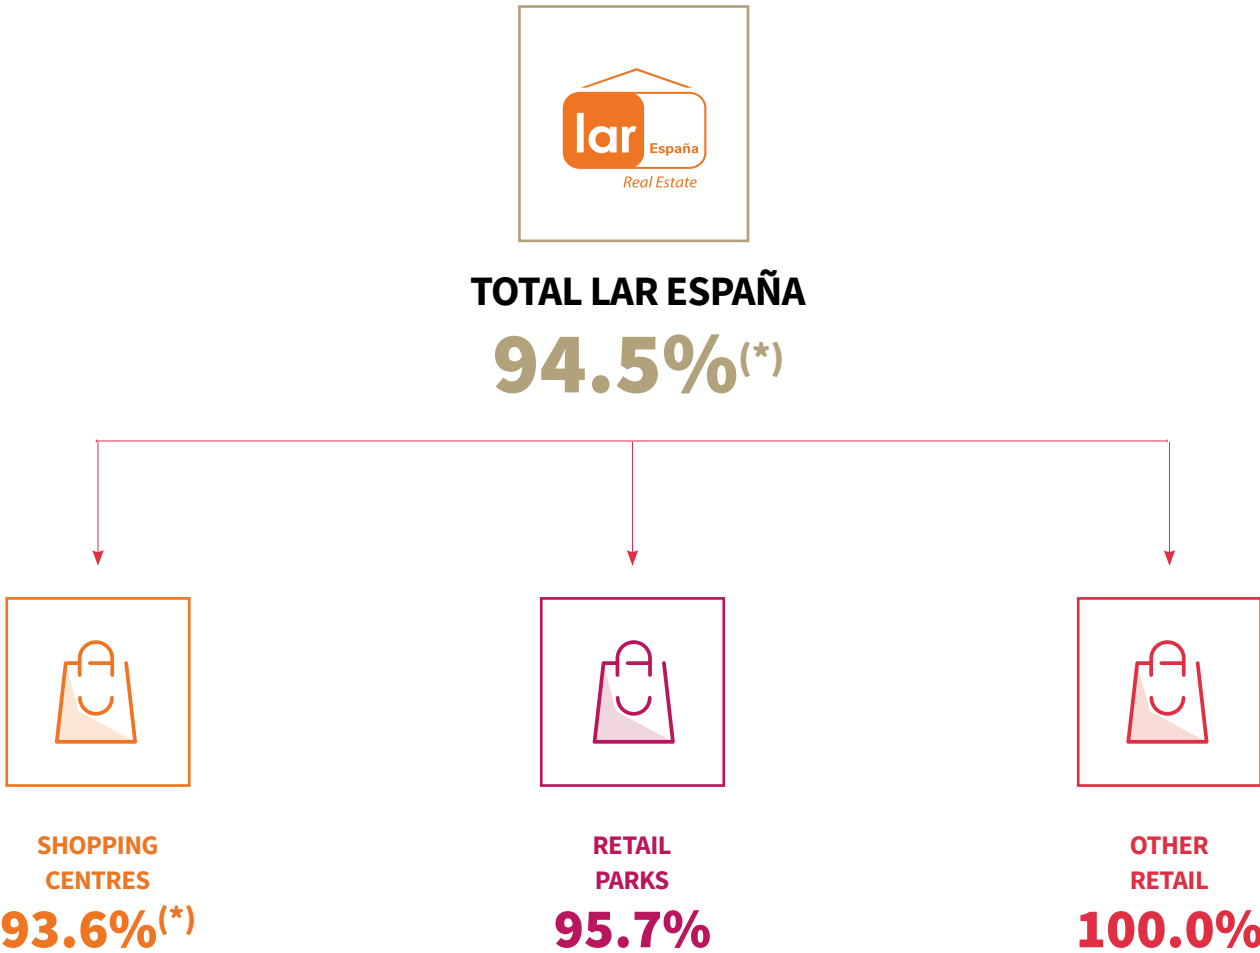 lar
España
Real Estate
TOTAL LAR ESPAÑA
94.5%(*)
SHOPPING
CENTRES
93.6%(*)
RETAIL
PARKS
95.7%
OTHER
RETAIL
100.0%